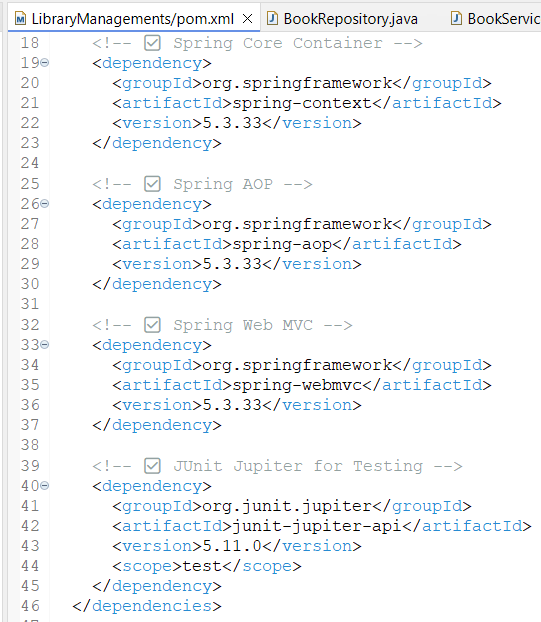 LibraryManagements/pom.xml × BookRepository.java BookServic
18 <!-- ☑ Spring Core Container -->
19 <dependency>
20 <groupId>org.springframework</groupId>
21 <artifactId>spring-context</artifactId>
22 <version>5.3.33</version>
23 </dependency>
24
25 <!-- ☑ Spring AOP -->
26 <dependency>
27 <groupId>org.springframework</groupId>
28 <artifactId>spring-aop</artifactId>
29 <version>5.3.33</version>
30 </dependency>
31
32 <!-- ☑ Spring Web MVC -->
33 <dependency>
34 <groupId>org.springframework</groupId>
35 <artifactId>spring-webmvc</artifactId>
36 <version>5.3.33</version>
37 </dependency>
38
39 <!-- ☑ JUnit Jupiter for Testing -->
40 <dependency>
41 <groupId>org.junit.jupiter</groupId>
42 <artifactId>junit-jupiter-api</artifactId>
43 <version>5.11.0</version>
44 <scope>test</scope>
45 </dependency>
46 </dependencies>